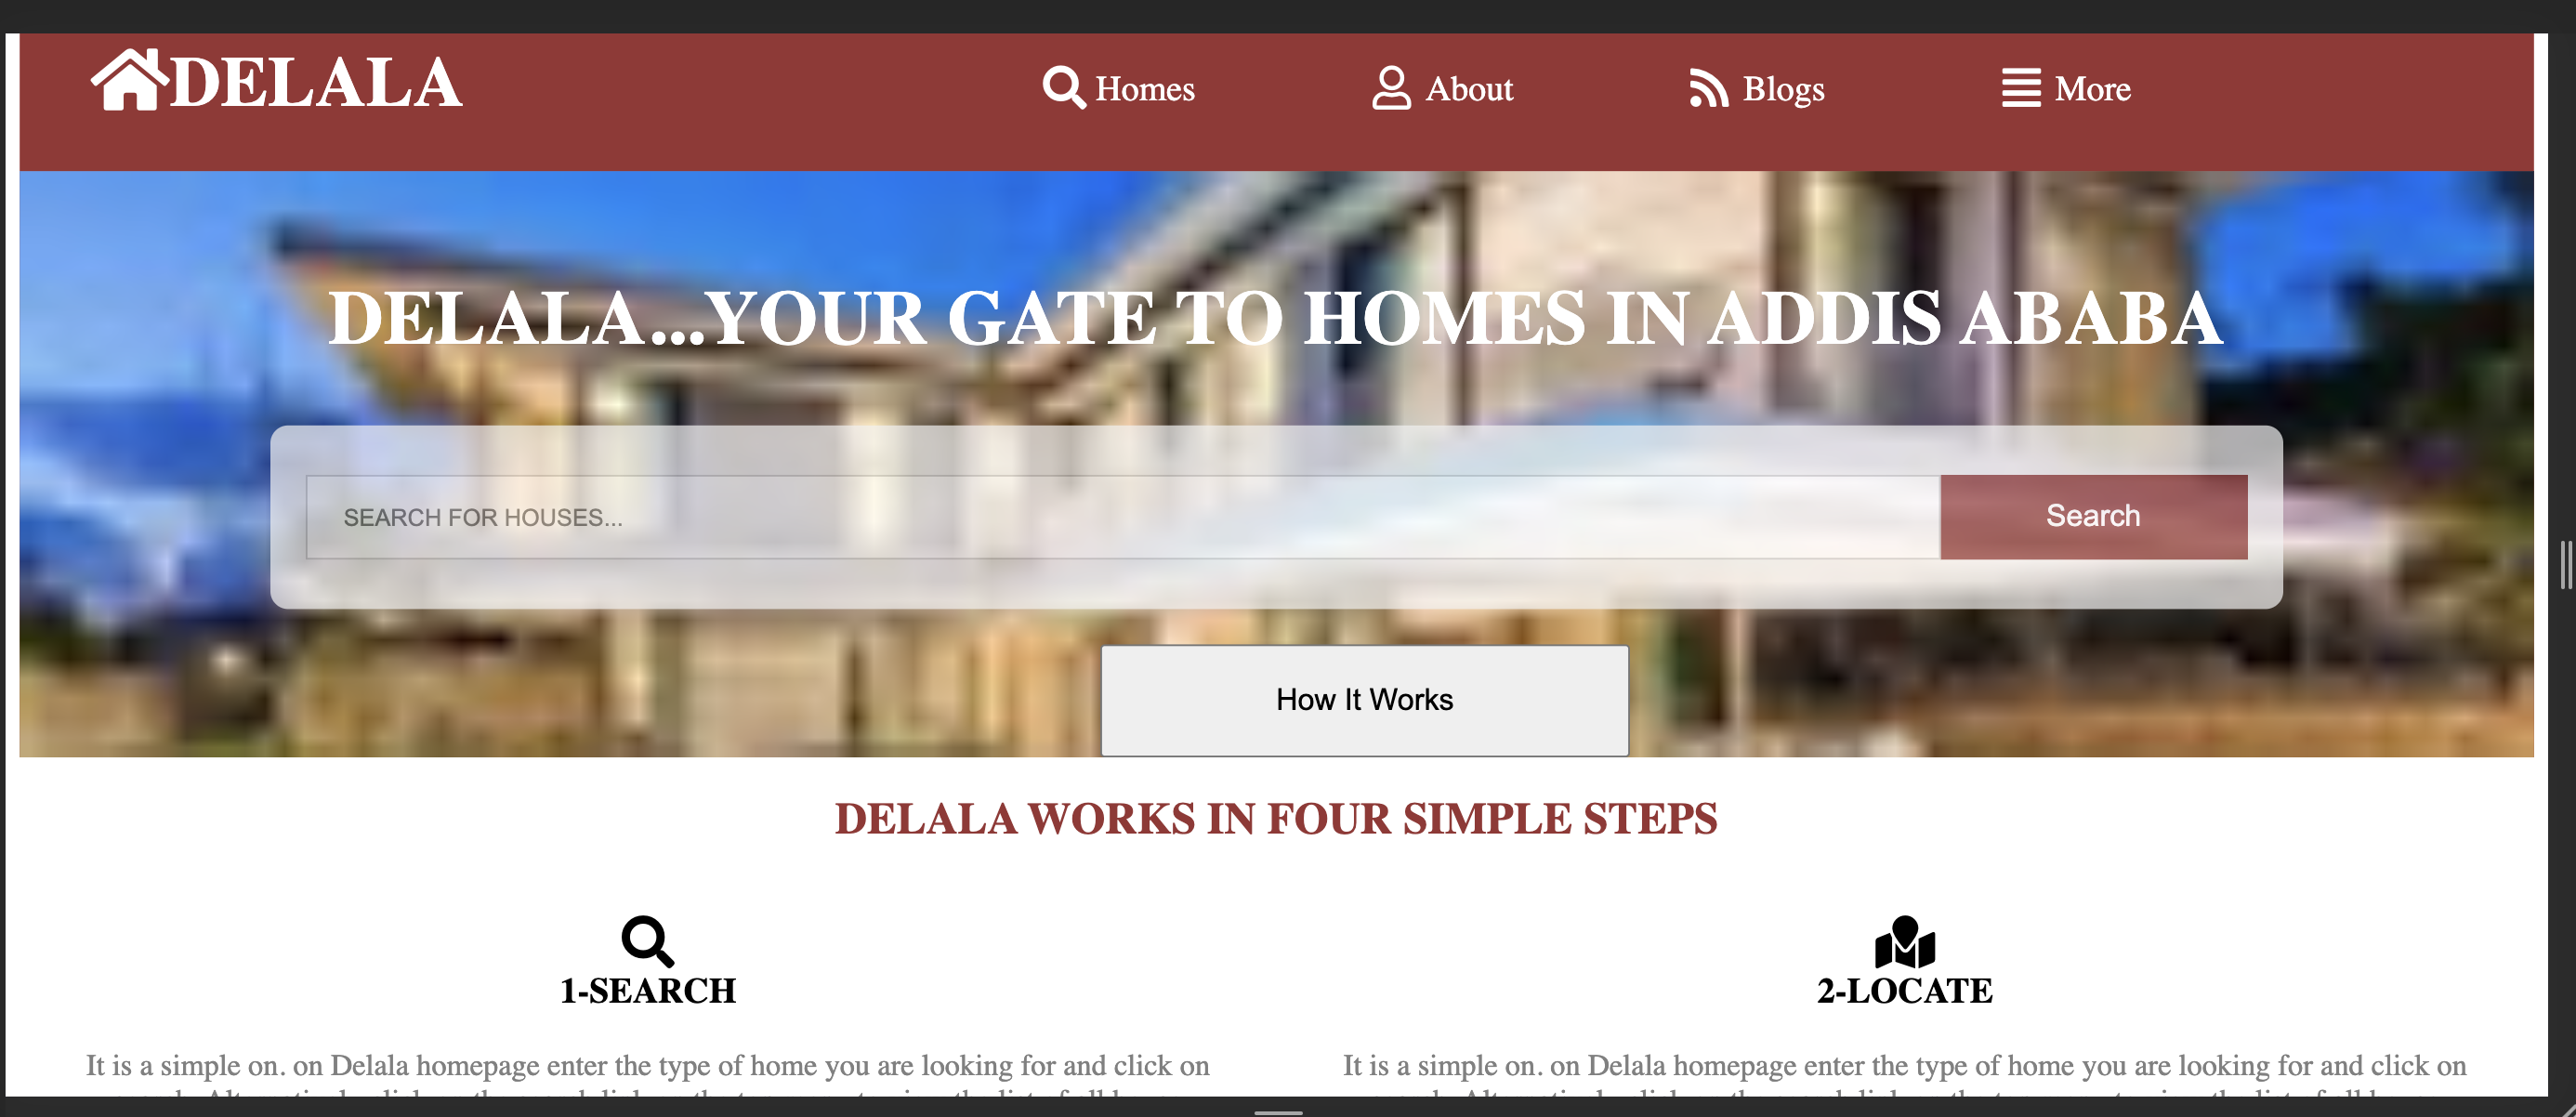 DELALA
Homes
About
Blogs
More
DELALA...YOUR GATE TO HOMES IN ADDIS ABABA
SEARCH FOR HOUSES...
Search
How It Works
DELALA WORKS IN FOUR SIMPLE STEPS
1-SEARCH
2-LOCATE
It is a simple on. on Delala homepage enter the type of home you are looking for and click on
It is a simple on. on Delala homepage enter the type of home you are looking for and click on